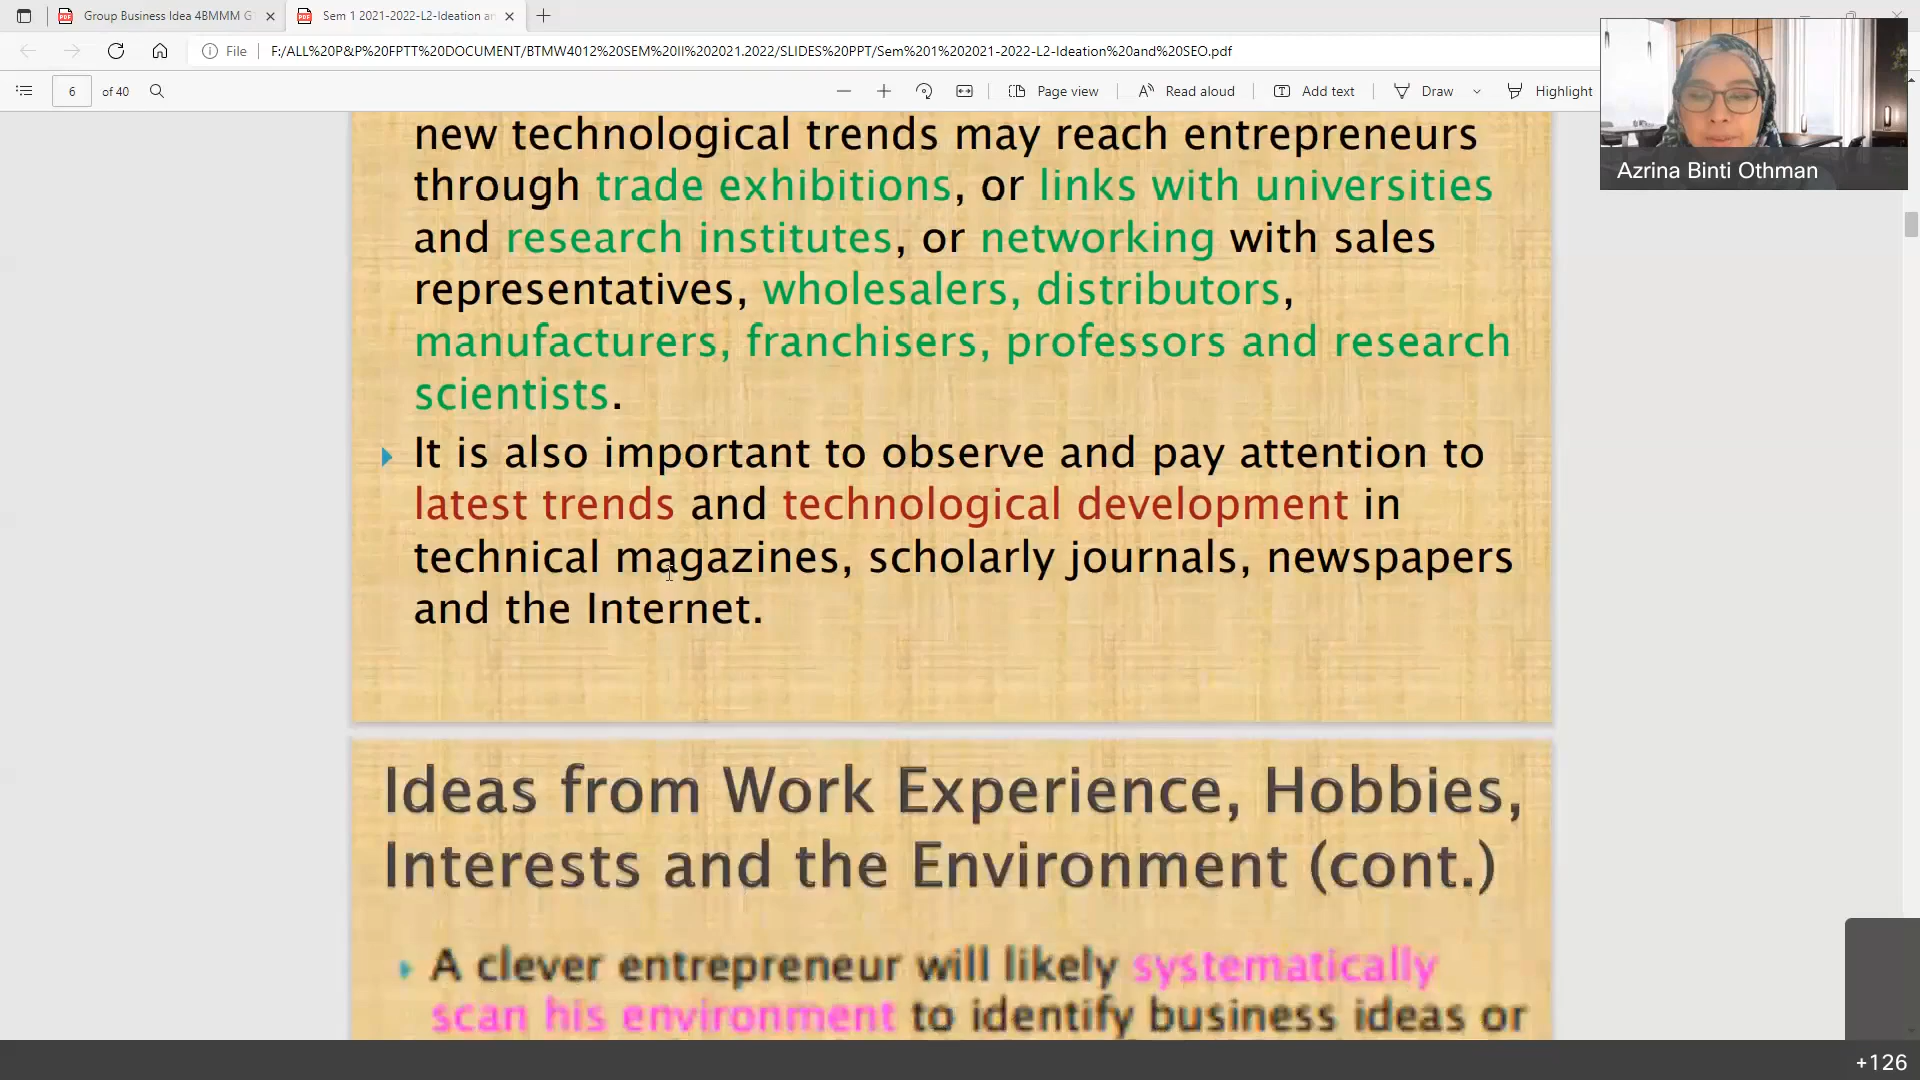 Group Business Idea 4BMMM G
Sem 1 2021-2022-L2-Ideation an
File
F:/ALL%20P&P%20FPTT%20DOCUMENT/BTMW4012%20SEM%20II%202021.2022/SLIDES%20PPT/Sem%201%202021-2022-L2-Ideation%20and%20SEO.pdf
6 of 40
Page view
Read aloud
Add text
Draw
Highlight
Azrina Binti Othman
new technological trends may reach entrepreneurs
through trade exhibitions, or links with universities
and research institutes, or networking with sales
representatives, wholesalers, distributors,
manufacturers, franchisers, professors and research
scientists.
It is also important to observe and pay attention to
latest trends and technological development in
technical magazines, scholarly journals, newspapers
and the Internet.
Ideas from Work Experience, Hobbies,
Interests and the Environment (cont.)
A clever entrepreneur will likely systematically
scan his environment to identify business ideas or
+126